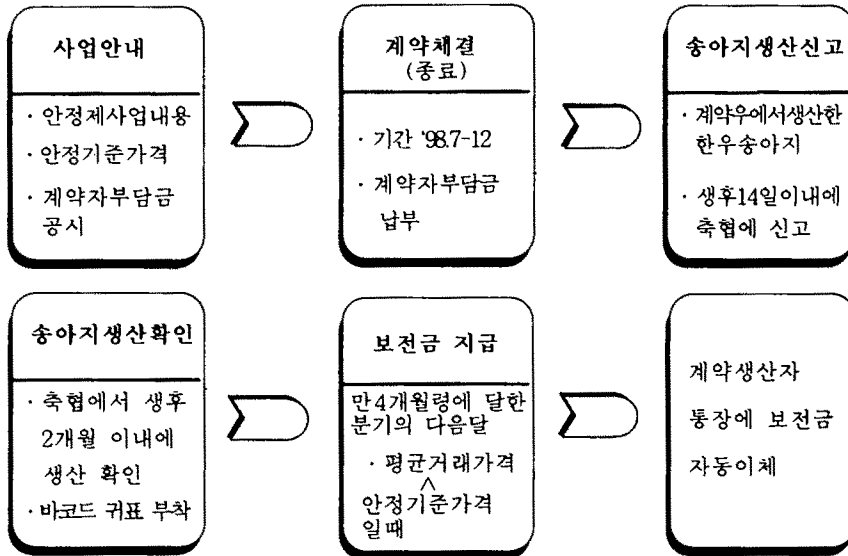 사업안내
· 안정제사업내용
· 안정기준가격
· 계약자부담금
공시
계약채결
(종료)
· 기간 '98.7-12
· 계약자부담금
납부
송아지생산신고
· 계약우에서생산한
한우송아지
· 생후14일이내에
축협에 신고
송아지생산확인
· 축협에서 생후
2개월 이내에
생산 확인
· 바코드 귀표 부착
보전금 지급
만4개월령에 달한
분기의 다음달
· 평균거래가격
^
안정기준가격
일때
계약생산자
통장에 보전금
자동이체